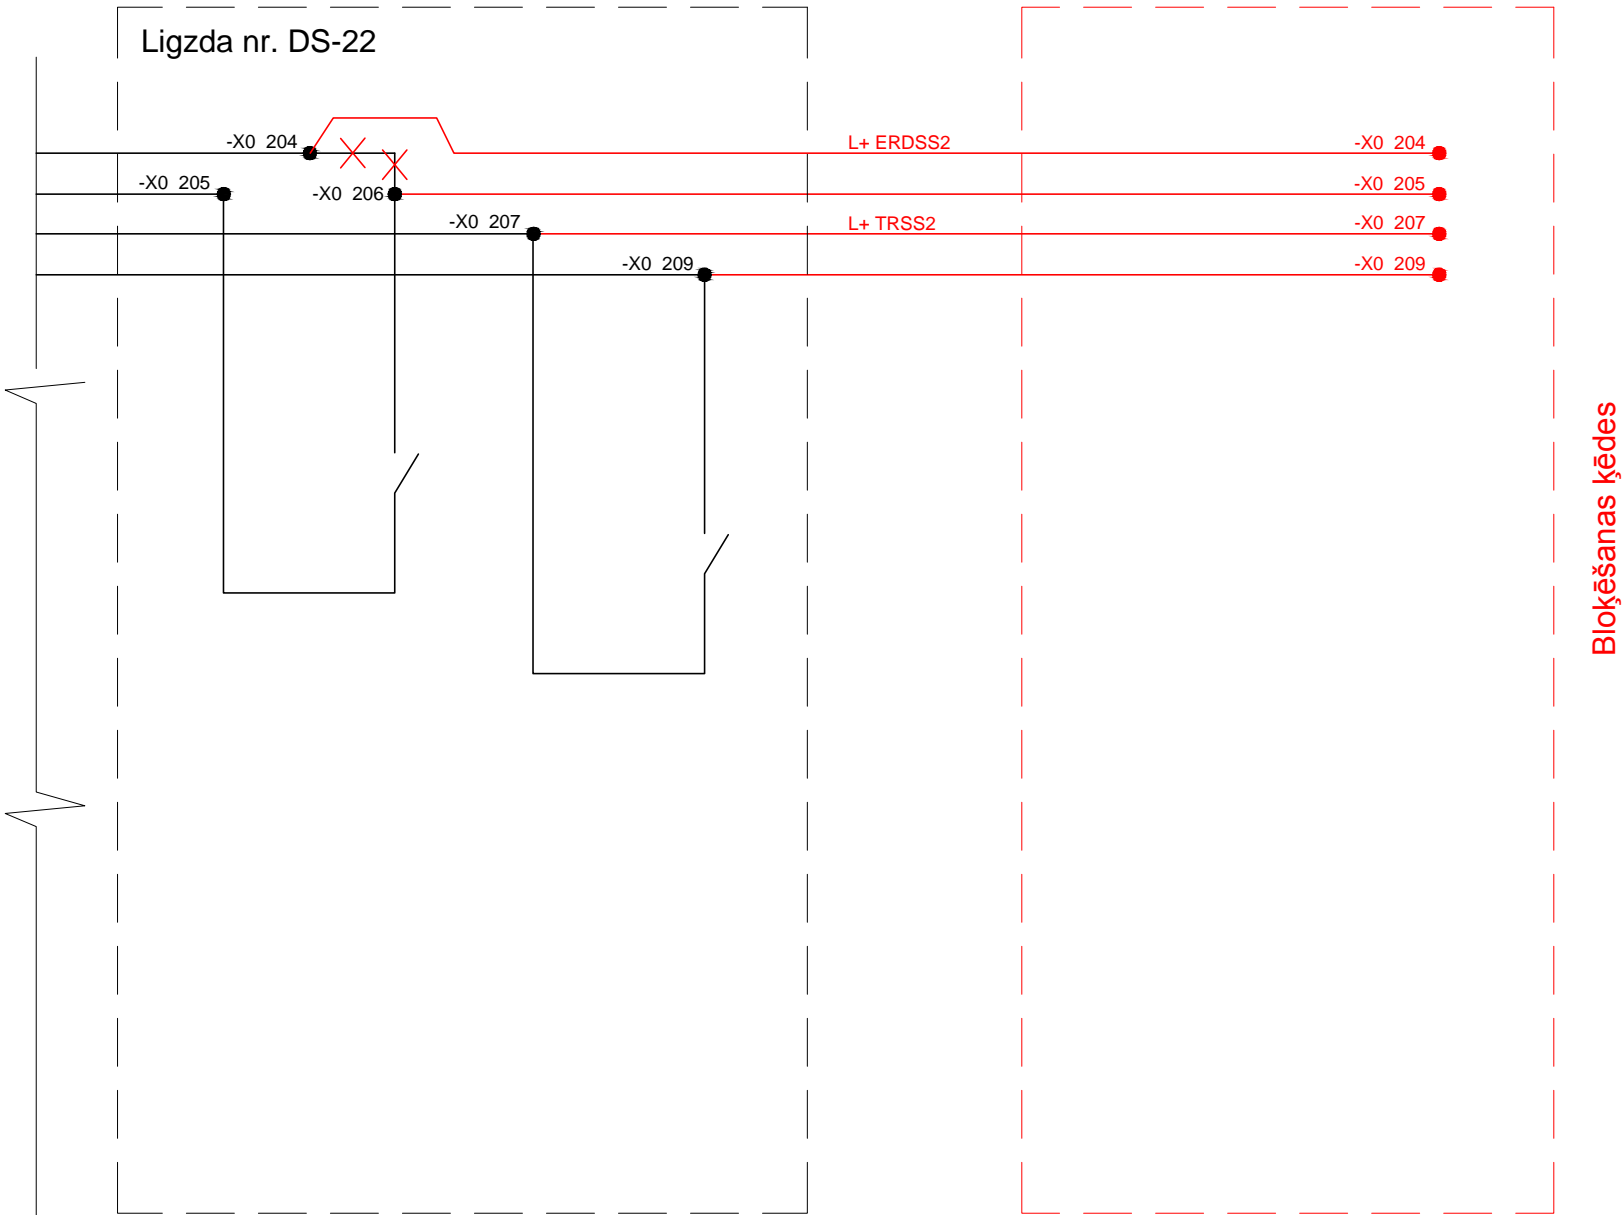 Ligzda nr. DS-22
-X0 204
L+ ERDSS2
-X0 204
-X0 205
-X0 206
-X0 205
-X0 207
L+ TRSS2
-X0 207
-X0 209
-X0 209
Bloķēšanas ķēdes